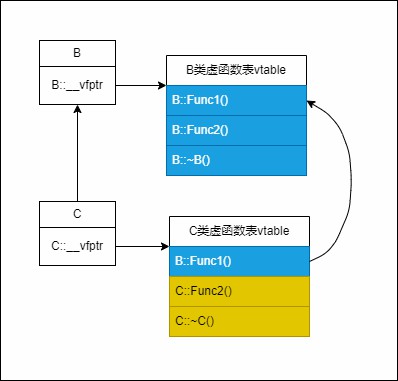 B
B::__vfptr
B类虚函数表vtable
B::Func1()
B::Func2()
B::~B()
C
C::__vfptr
C类虚函数表vtable
B::Func1()
C::Func2()
C::~C()